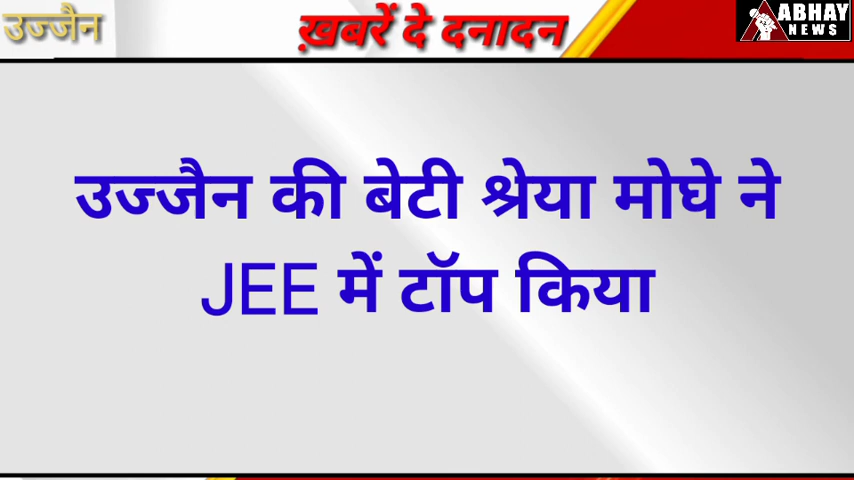 उज्जैन
ख़बरें दे दनादन
ABHAY
NEWS
उज्जैन की बेटी श्रेया मोघे ने
JEE में टॉप किया